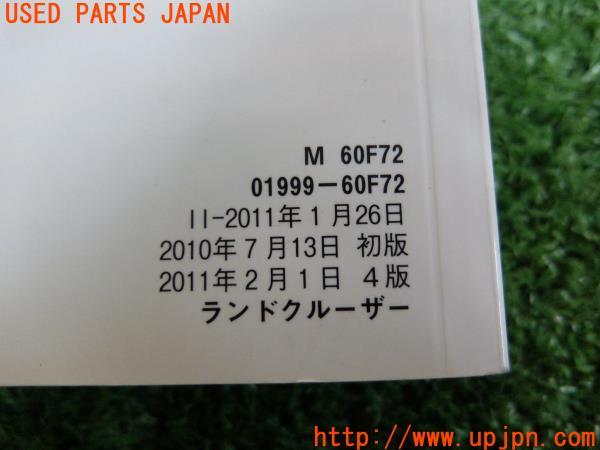 USED PARTS JAPAN
M 60F72
01999-60F72
II-2011年1月26日
2010年7月13日 初版
2011年2月1日 4版
ランドクルーザー
http://www.upjpn.com/